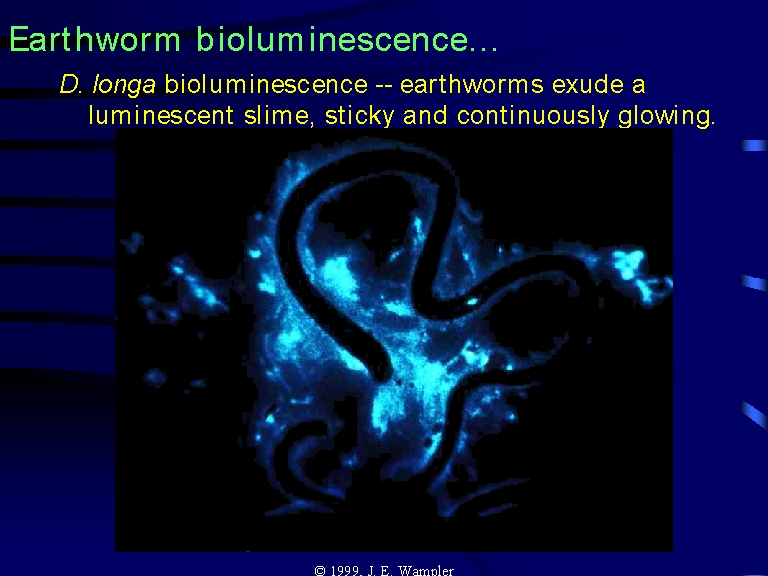 Earthworm bioluminescence...
D. longa bioluminescence -- earthworms exude a
luminescent slime, sticky and continuously glowing.
© 1999, J. E. Wampler